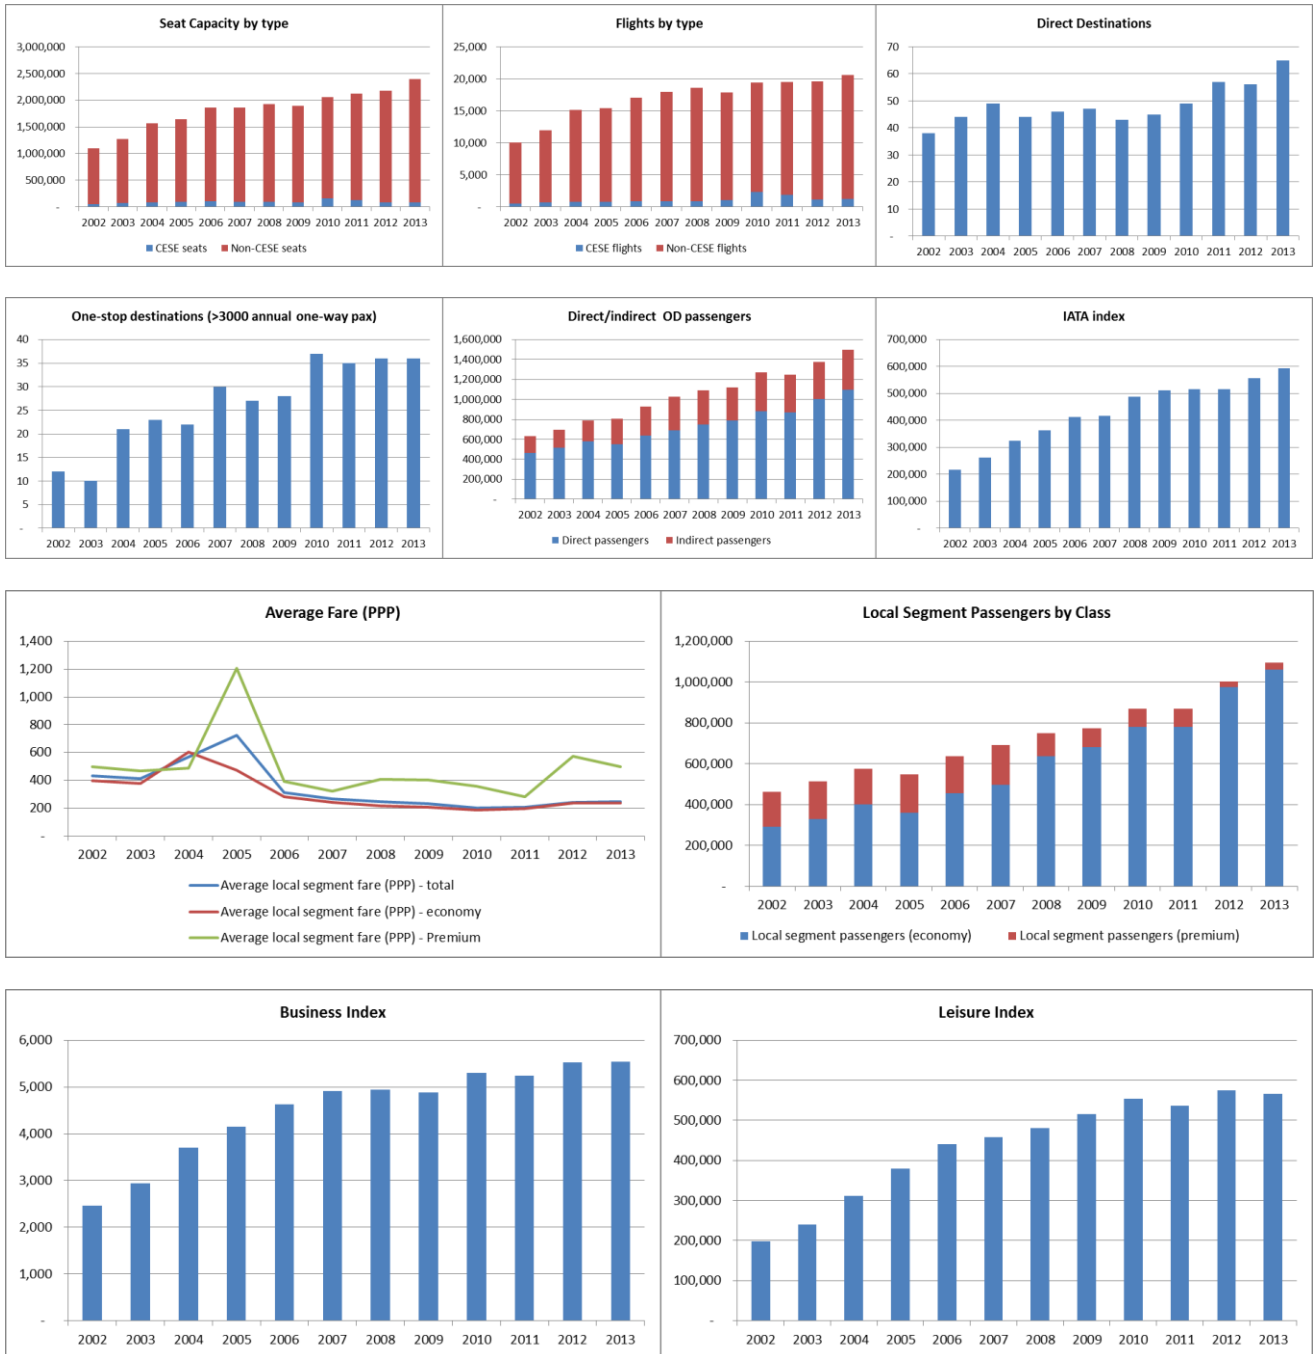 Seat Capacity by type
3,000,000
2,500,000
2,000,000
1,500,000
1,000,000
500,000
-
2002 2003 2004 2005 2006 2007 2008 2009 2010 2011 2012 2013
CESE seats Non-CESE seats
Flights by type
25,000
20,000
15,000
10,000
5,000
-
2002 2003 2004 2005 2006 2007 2008 2009 2010 2011 2012 2013
CESE flights Non-CESE flights
Direct Destinations
70
60
50
40
30
20
10
-
2002 2003 2004 2005 2006 2007 2008 2009 2010 2011 2012 2013
One-stop destinations (>3000 annual one-way pax)
40
35
30
25
20
15
10
5
-
2002 2003 2004 2005 2006 2007 2008 2009 2010 2011 2012 2013
Direct/indirect OD passengers
1,600,000
1,400,000
1,200,000
1,000,000
800,000
600,000
400,000
200,000
-
2002 2003 2004 2005 2006 2007 2008 2009 2010 2011 2012 2013
Direct passengers Indirect passengers
IATA index
700,000
600,000
500,000
400,000
300,000
200,000
100,000
-
2002 2003 2004 2005 2006 2007 2008 2009 2010 2011 2012 2013
Average Fare (PPP)
1,400
1,200
1,000
800
600
400
200
-
2002 2003 2004 2005 2006 2007 2008 2009 2010 2011 2012 2013
Average local segment fare (PPP) - total
Average local segment fare (PPP) - economy
Average local segment fare (PPP) - Premium
Local Segment Passengers by Class
1,200,000
1,000,000
800,000
600,000
400,000
200,000
-
2002 2003 2004 2005 2006 2007 2008 2009 2010 2011 2012 2013
Local segment passengers (economy) Local segment passengers (premium)
Business Index
6,000
5,000
4,000
3,000
2,000
1,000
-
2002 2003 2004 2005 2006 2007 2008 2009 2010 2011 2012 2013
Leisure Index
700,000
600,000
500,000
400,000
300,000
200,000
100,000
-
2002 2003 2004 2005 2006 2007 2008 2009 2010 2011 2012 2013